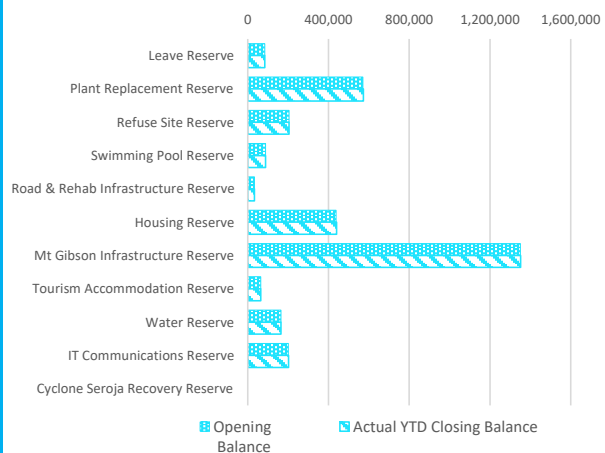 0 400,000 800,000 1,200,000 1,600,000
Leave Reserve
Plant Replacement Reserve
Refuse Site Reserve
Swimming Pool Reserve
Road & Rehab Infrastructure Reserve
Housing Reserve
Mt Gibson Infrastructure Reserve
Tourism Accommodation Reserve
Water Reserve
IT Communications Reserve
Cyclone Seroja Recovery Reserve
Opening
Balance
Actual YTD Closing Balance